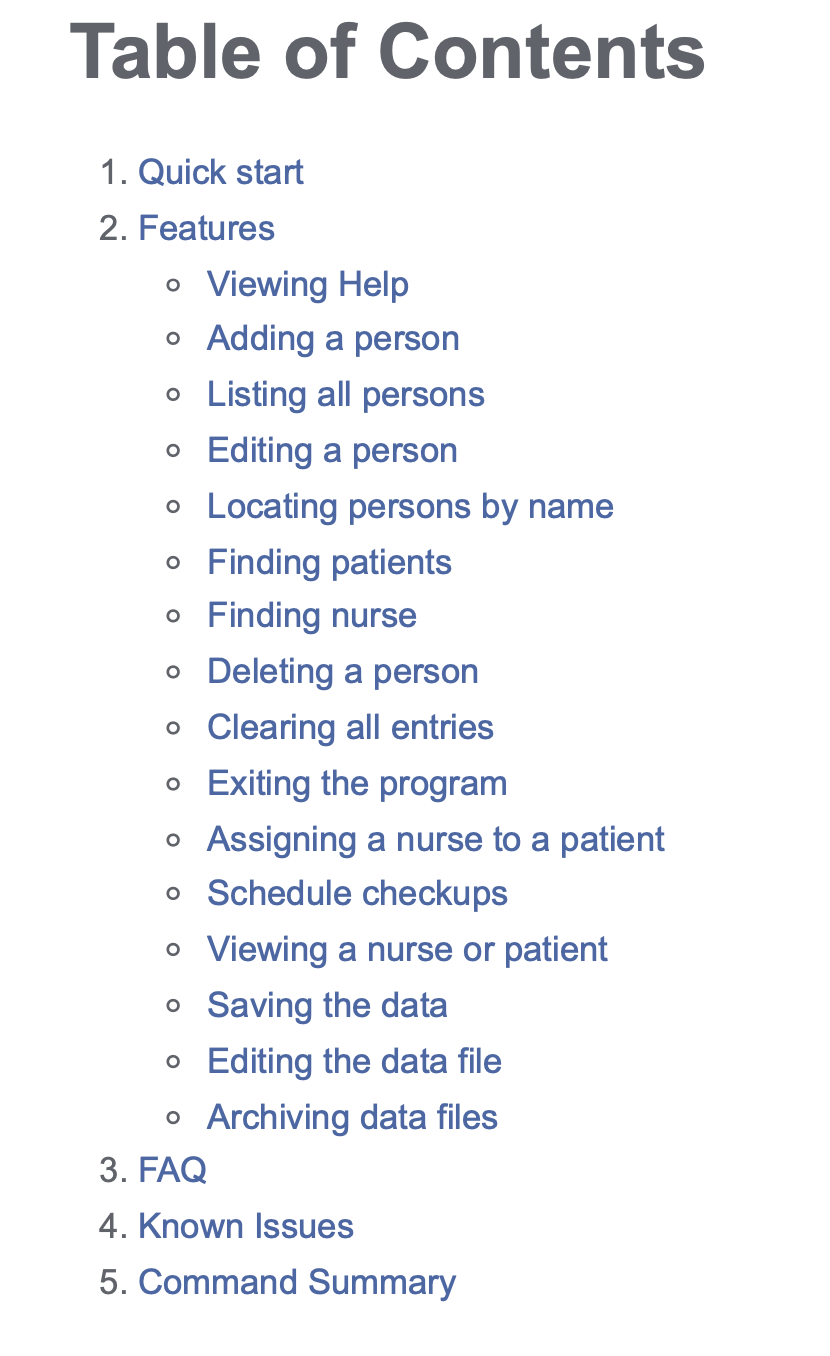 Table of Contents
1. Quick start
2. Features
Viewing Help
Adding a person
Listing all persons
Editing a person
Locating persons by name
Finding patients
Finding nurse
Deleting a person
Clearing all entries
Exiting the program
Assigning a nurse to a patient
Schedule checkups
Viewing a nurse or patient
Saving the data
Editing the data file
Archiving data files
3. FAQ
4. Known Issues
5. Command Summary